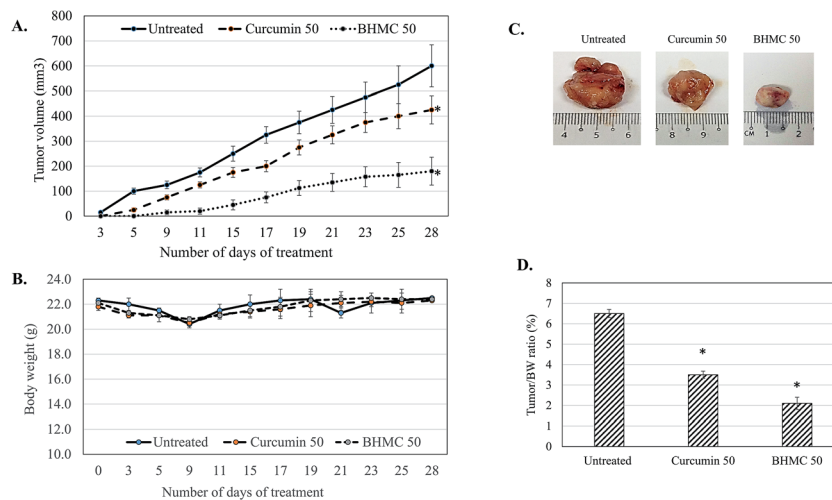 A.
Untreated Curcumin 50 BHMC 50
800
700
600
500
400
300
200
100
0
Tumor volume (mm3)
*
*
3 5 9 11 15 17 19 21 23 25 28
Number of days of treatment
B.
24.0
22.0
20.0
18.0
16.0
14.0
12.0
10.0
Body weight (g)
Untreated Curcumin 50 BHMC 50
0 3 5 9 11 15 17 19 21 23 25 28
Number of days of treatment
C.
Untreated Curcumin 50 BHMC 50
4 5 6
8 9
CM 1 2
D.
8
7
6
5
4
3
2
1
0
Tumor/BW ratio (%)
*
*
Untreated Curcumin 50 BHMC 50